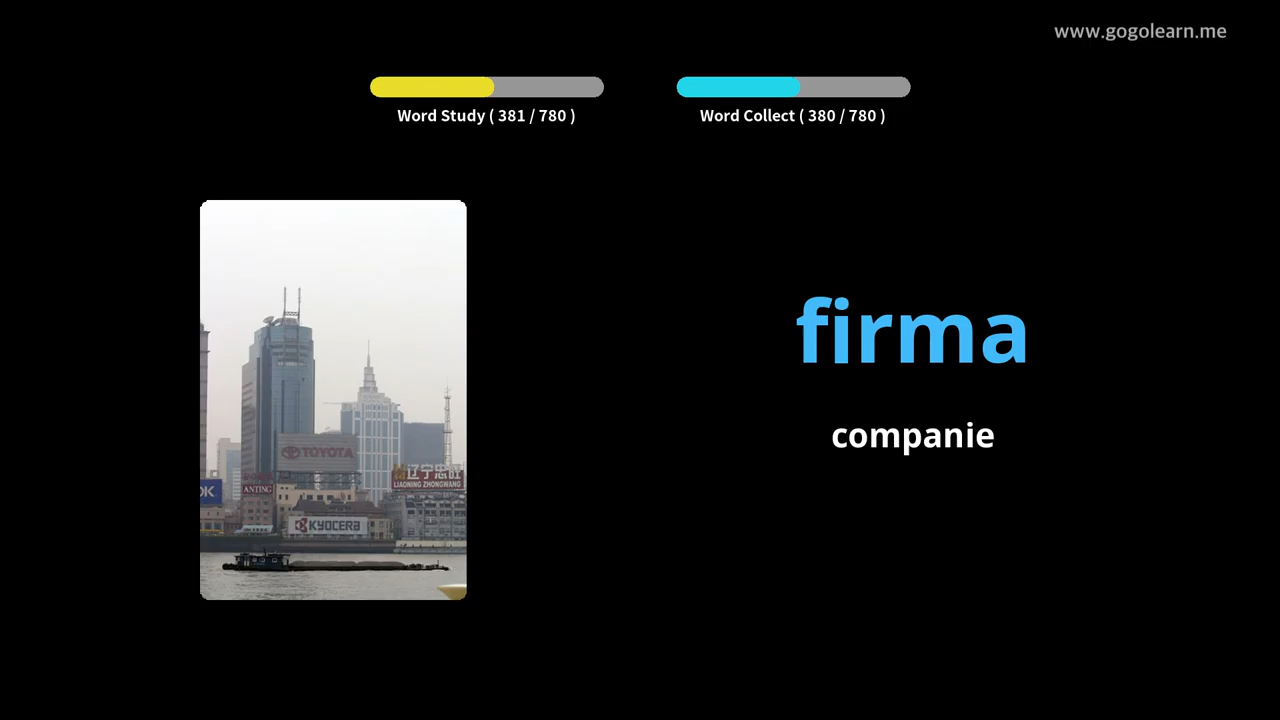 www.gogolearn.me
Word Study ( 381 / 780 )
Word Collect ( 380 / 780 )
firma
companie
TOYOTA
辽宁忠旺
LIAONING ZHONGWANG
OK
ANTING
KYOCERA